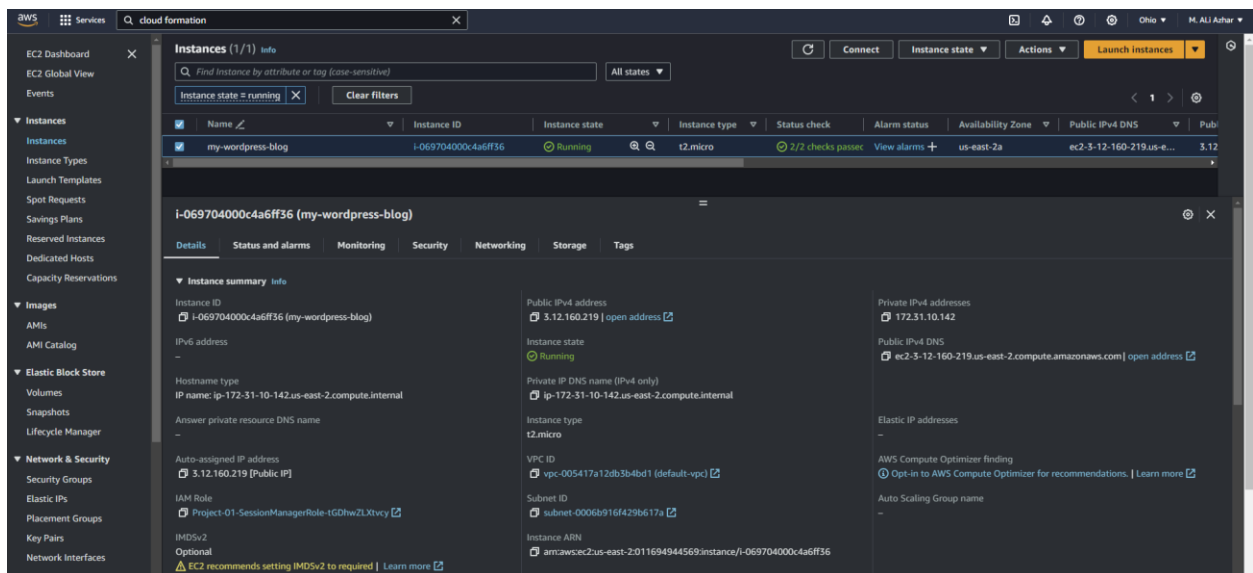 aws Services cloud formation Ohio M. ALi Azhar
EC2 Dashboard
EC2 Global View
Events
Instances
Instances
Instance Types
Launch Templates
Spot Requests
Savings Plans
Reserved Instances
Dedicated Hosts
Capacity Reservations
Images
AMIs
AMI Catalog
Elastic Block Store
Volumes
Snapshots
Lifecycle Manager
Network & Security
Security Groups
Elastic IPs
Placement Groups
Key Pairs
Network Interfaces
Instances (1/1) Info Connect Instance state Actions Launch instances
Find Instance by attribute or tag (case-sensitive) All states
Instance state = running Clear filters 1
Name Instance ID Instance state Instance type Status check Alarm status Availability Zone Public IPv4 DNS Publ
my-wordpress-blog i-069704000c4a6ff36 Running t2.micro 2/2 checks passec View alarms + us-east-2a ec2-3-12-160-219.us-e... 3.12
i-069704000c4a6ff36 (my-wordpress-blog)
Details Status and alarms Monitoring Security Networking Storage Tags
Instance summary Info
Instance ID Public IPv4 address Private IPv4 addresses
i-069704000c4a6ff36 (my-wordpress-blog) 3.12.160.219 | open address 172.31.10.142
IPv6 address Instance state Public IPv4 DNS
– Running ec2-3-12-160-219.us-east-2.compute.amazonaws.com | open address
Hostname type Private IP DNS name (IPv4 only)
IP name: ip-172-31-10-142.us-east-2.compute.internal ip-172-31-10-142.us-east-2.compute.internal
Answer private resource DNS name Instance type Elastic IP addresses
– t2.micro –
Auto-assigned IP address VPC ID AWS Compute Optimizer finding
3.12.160.219 [Public IP] vpc-005417a12db3b4bd1 (default-vpc) Opt-in to AWS Compute Optimizer for recommendations. | Learn more
IAM Role Subnet ID Auto Scaling Group name
Project-01-SessionManagerRole-tGDhwZLXtvcy subnet-0006b916f429b617a –
IMDSv2 Instance ARN
Optional arn:aws:ec2:us-east-2:011694944569:instance/i-069704000c4a6ff36
EC2 recommends setting IMDSv2 to required | Learn more